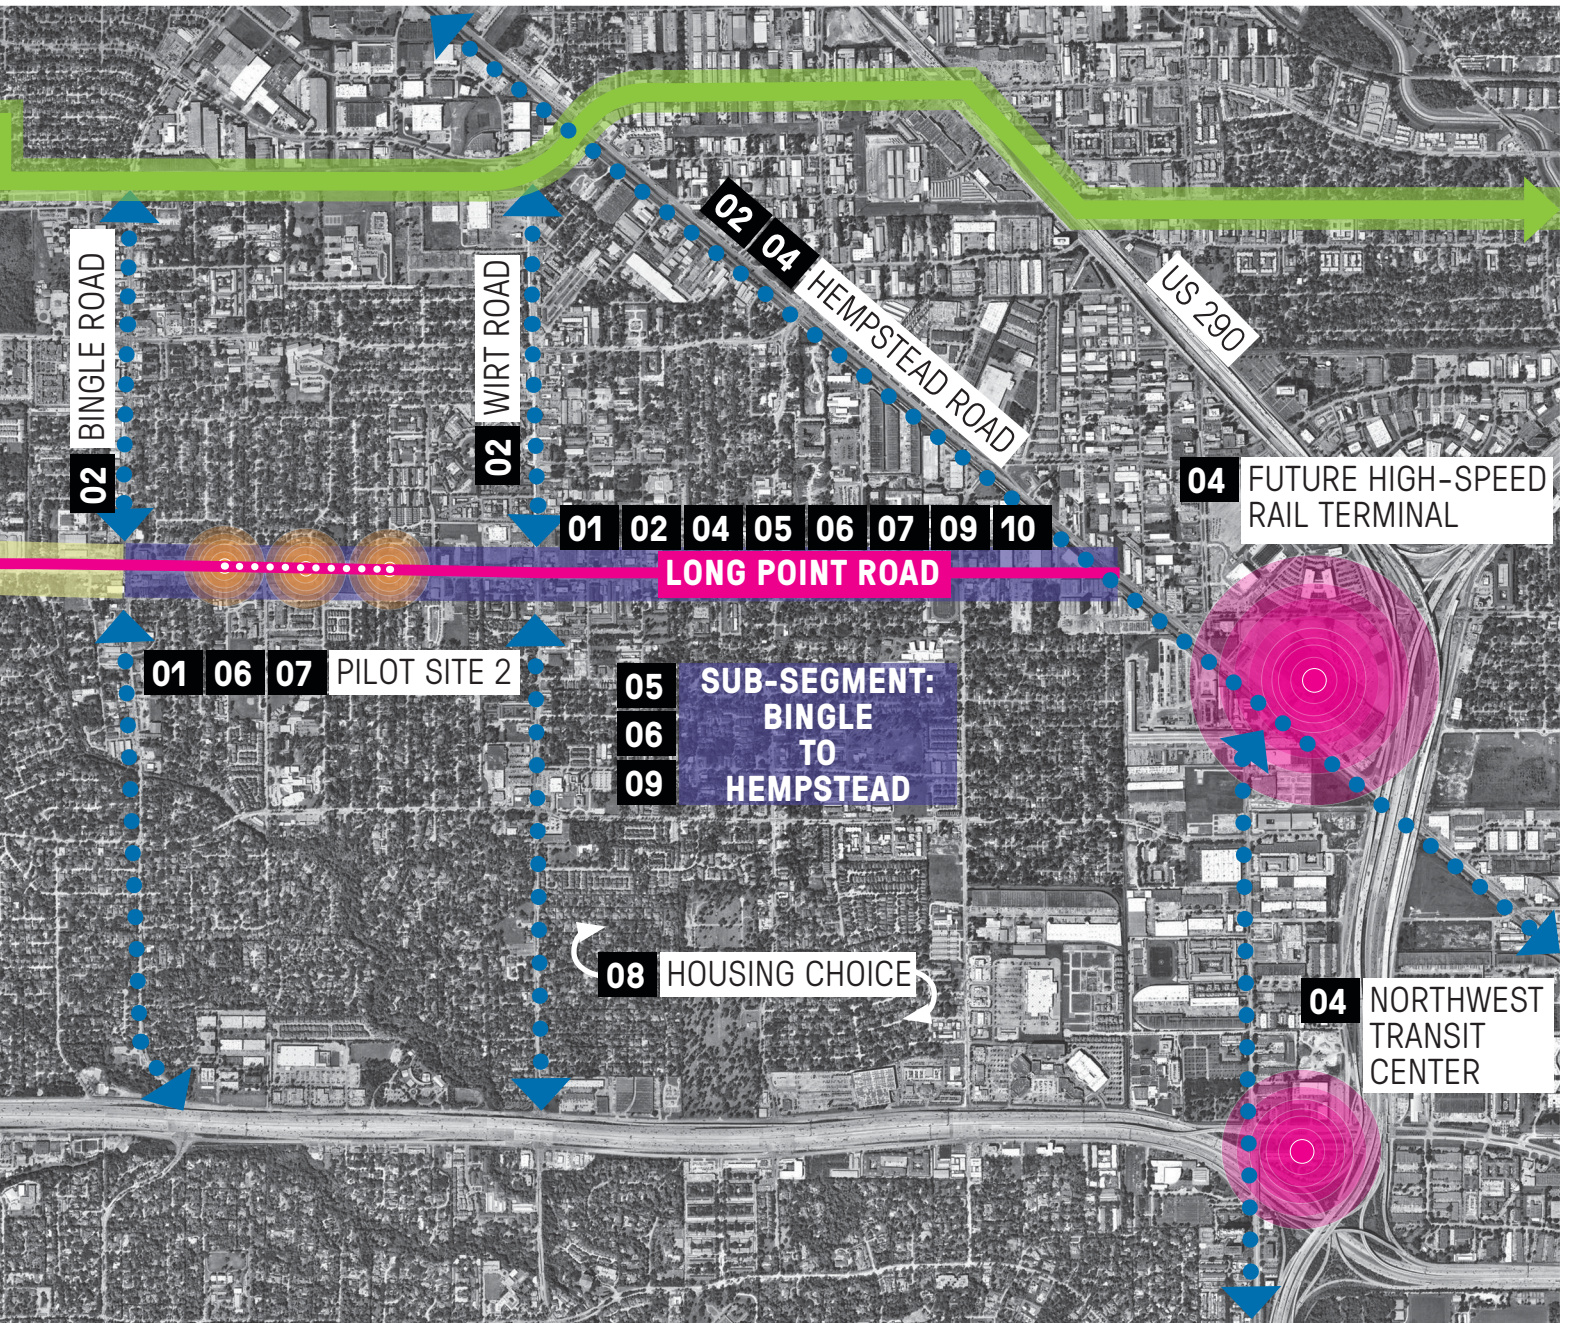 02 04 HEMPSTEAD ROAD
US 290
02 BINGLE ROAD
02 WIRT ROAD
04 FUTURE HIGH-SPEED
RAIL TERMINAL
01 02 04 05 06 07 09 10
LONG POINT ROAD
01 06 07 PILOT SITE 2
05
06
09
SUB-SEGMENT:
BINGLE
TO
HEMPSTEAD
08 HOUSING CHOICE
04 NORTHWEST
TRANSIT
CENTER